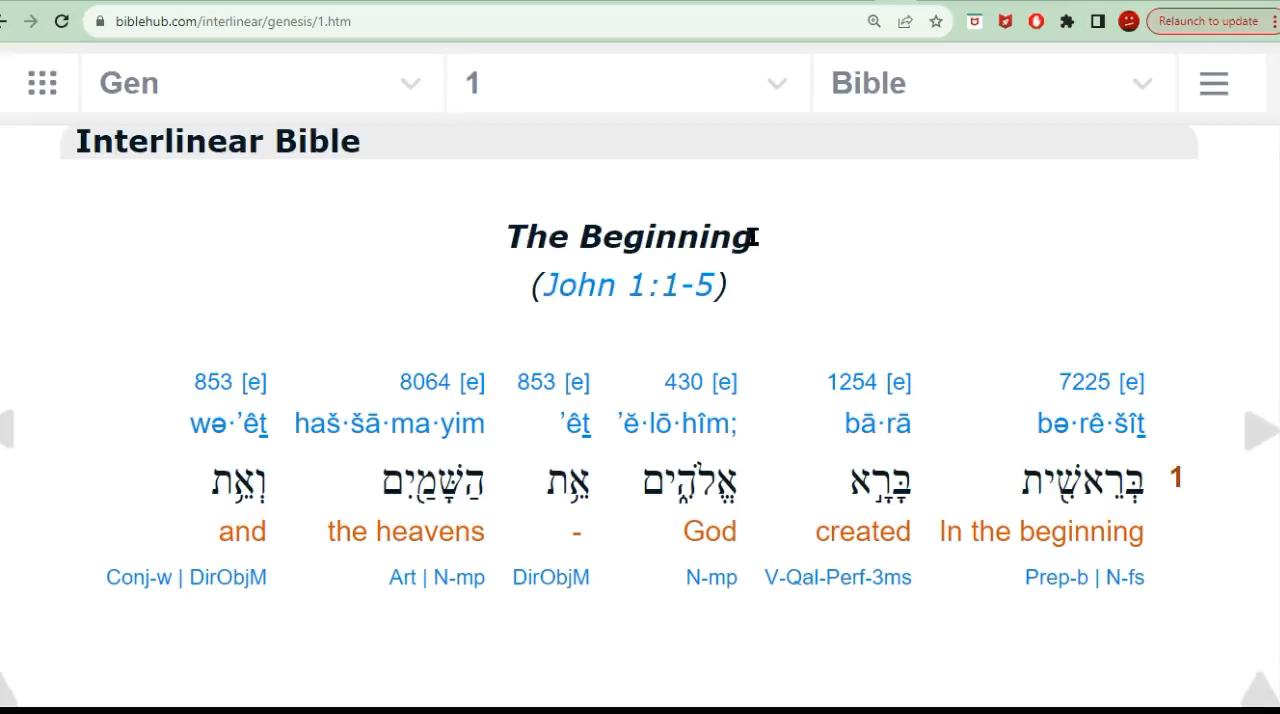 biblehub.com/interlinear/genesis/1.htm Relaunch to update
Gen 1 Bible
Interlinear Bible
The Beginning
(John 1:1-5)
853 [e] 8064 [e] 853 [e] 430 [e] 1254 [e] 7225 [e]
wə·’êṯ haš·šā·ma·yim ’êṯ ’ĕ·lō·hîm; bā·rā bə·rê·šîṯ
1 בְּרֵאשִׁ֖ית בָּרָ֣א אֱלֹהִ֑ים אֵ֥ת הַשָּׁמַ֖יִם וְאֵ֥ת
and the heavens - God created In the beginning
Conj-w | DirObjM Art | N-mp DirObjM N-mp V-Qal-Perf-3ms Prep-b | N-fs